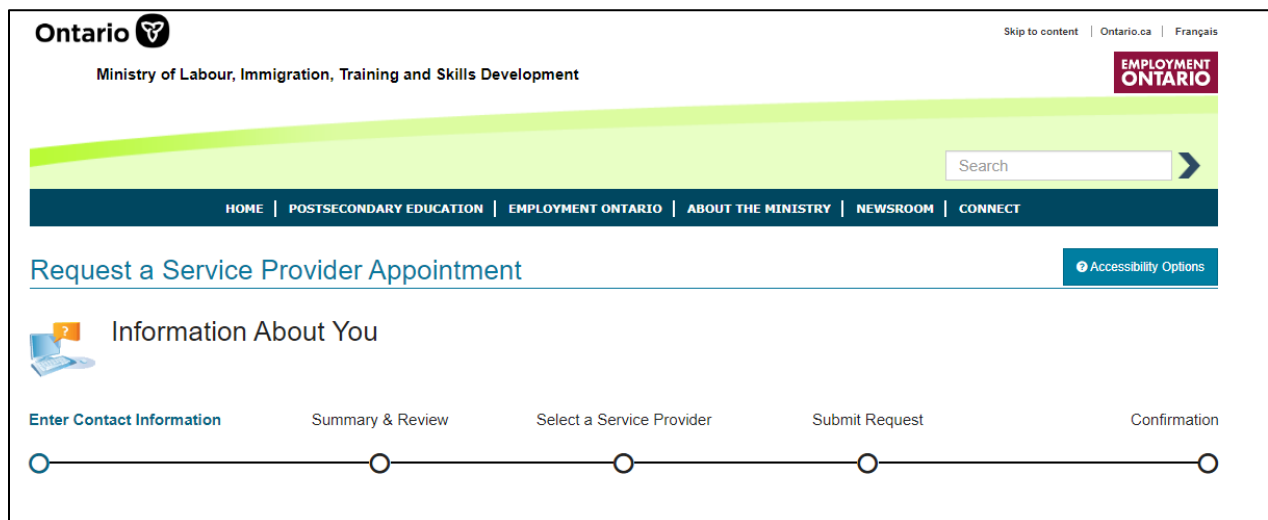 Ontario
Skip to content | Ontario.ca | Français
Ministry of Labour, Immigration, Training and Skills Development
EMPLOYMENT
ONTARIO
Search
HOME | POSTSECONDARY EDUCATION | EMPLOYMENT ONTARIO | ABOUT THE MINISTRY | NEWSROOM | CONNECT
Request a Service Provider Appointment
? Accessibility Options
?
Information About You
Enter Contact Information Summary & Review Select a Service Provider Submit Request Confirmation